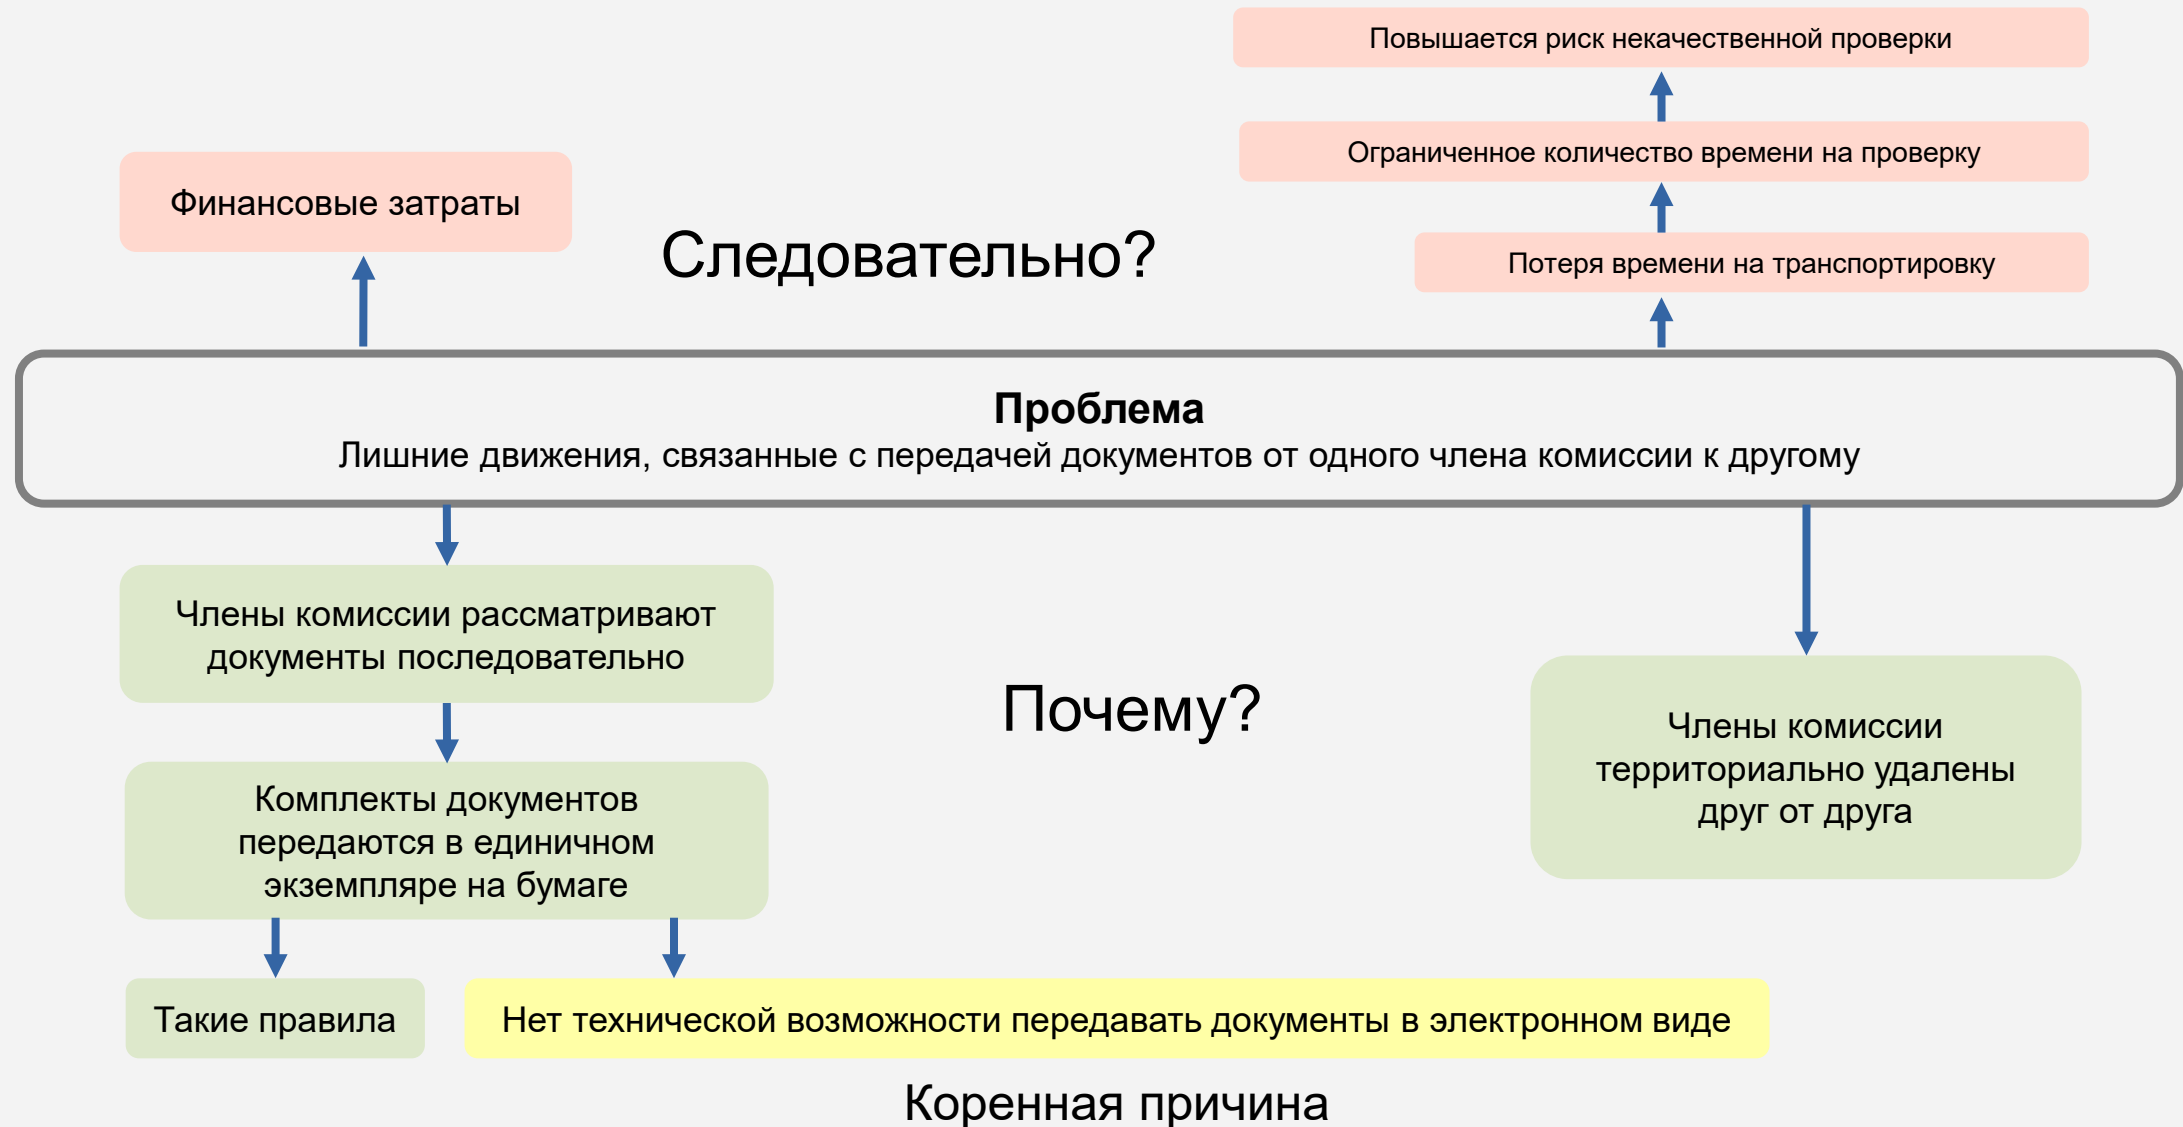 Повышается риск некачественной проверки
Ограниченное количество времени на проверку
Финансовые затраты
Следовательно?
Потеря времени на транспортировку
Проблема
Лишние движения, связанные с передачей документов от одного члена комиссии к другому
Члены комиссии рассматривают
документы последовательно
Почему?
Члены комиссии
территориально удалены
друг от друга
Комплекты документов
передаются в единичном
экземпляре на бумаге
Такие правила
Нет технической возможности передавать документы в электронном виде
Коренная причина